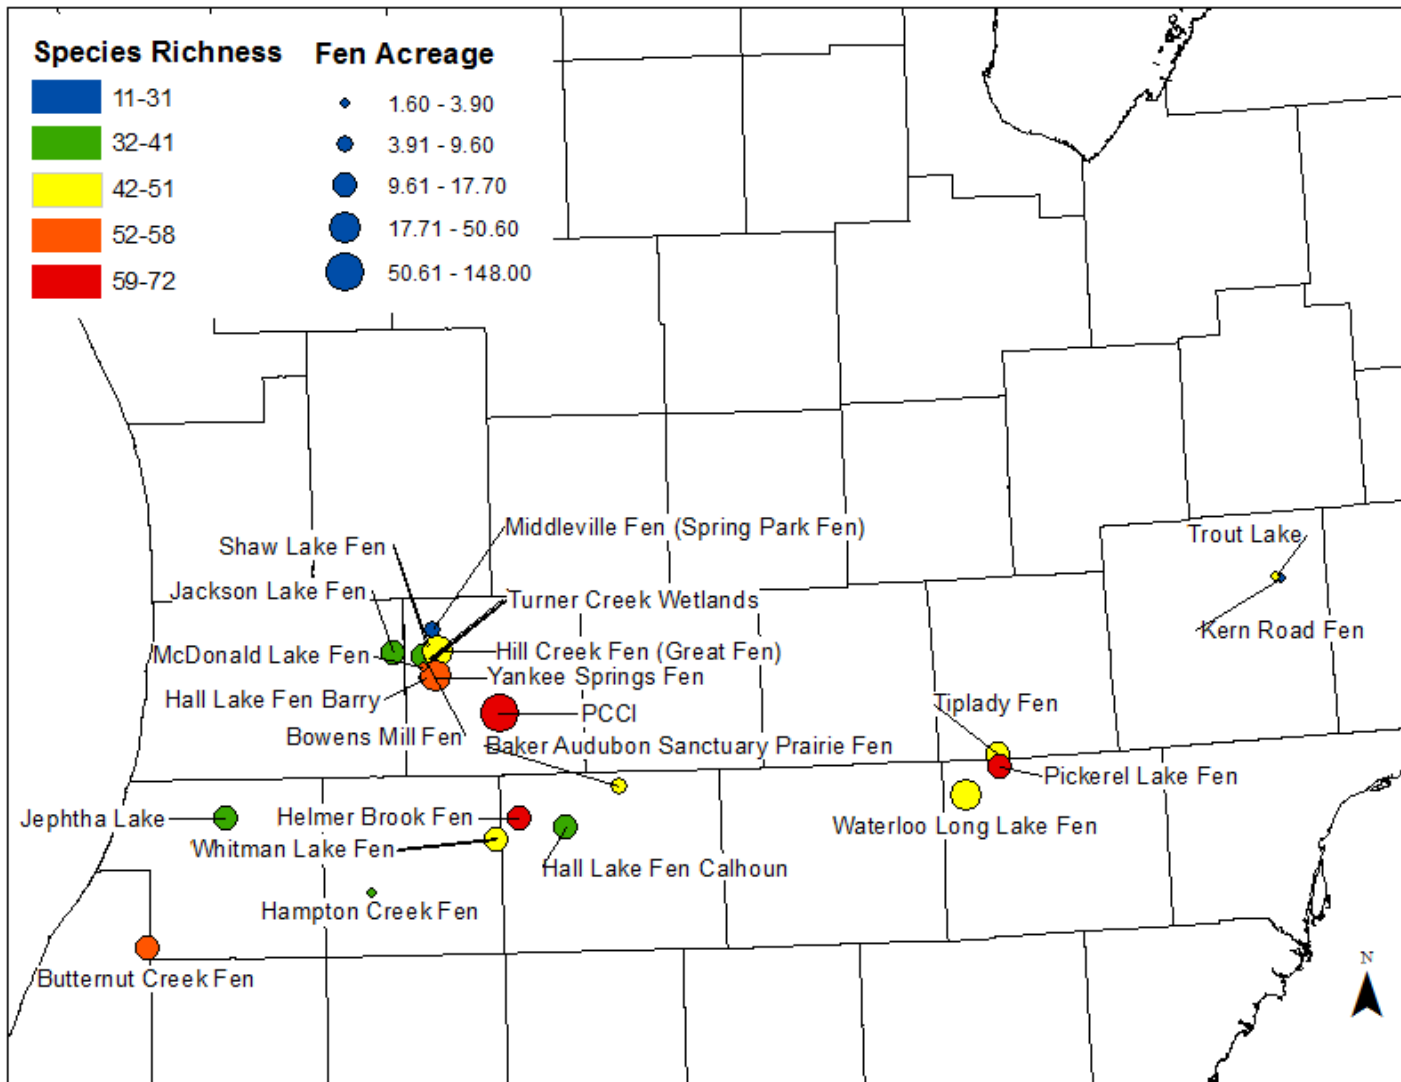 Species Richness
11-31
32-41
42-51
52-58
59-72
Fen Acreage
1.60 - 3.90
3.91 - 9.60
9.61 - 17.70
17.71 - 50.60
50.61 - 148.00
Middleville Fen (Spring Park Fen)
Shaw Lake Fen
Jackson Lake Fen
Turner Creek Wetlands
McDonald Lake Fen
Hill Creek Fen (Great Fen)
Yankee Springs Fen
Hall Lake Fen Barry
PCCI
Bowens Mill Fen
Baker Audubon Sanctuary Prairie Fen
Trout Lake
Kern Road Fen
Tiplady Fen
Pickerel Lake Fen
Waterloo Long Lake Fen
Jephtha Lake
Helmer Brook Fen
Whitman Lake Fen
Hall Lake Fen Calhoun
Hampton Creek Fen
Butternut Creek Fen
N